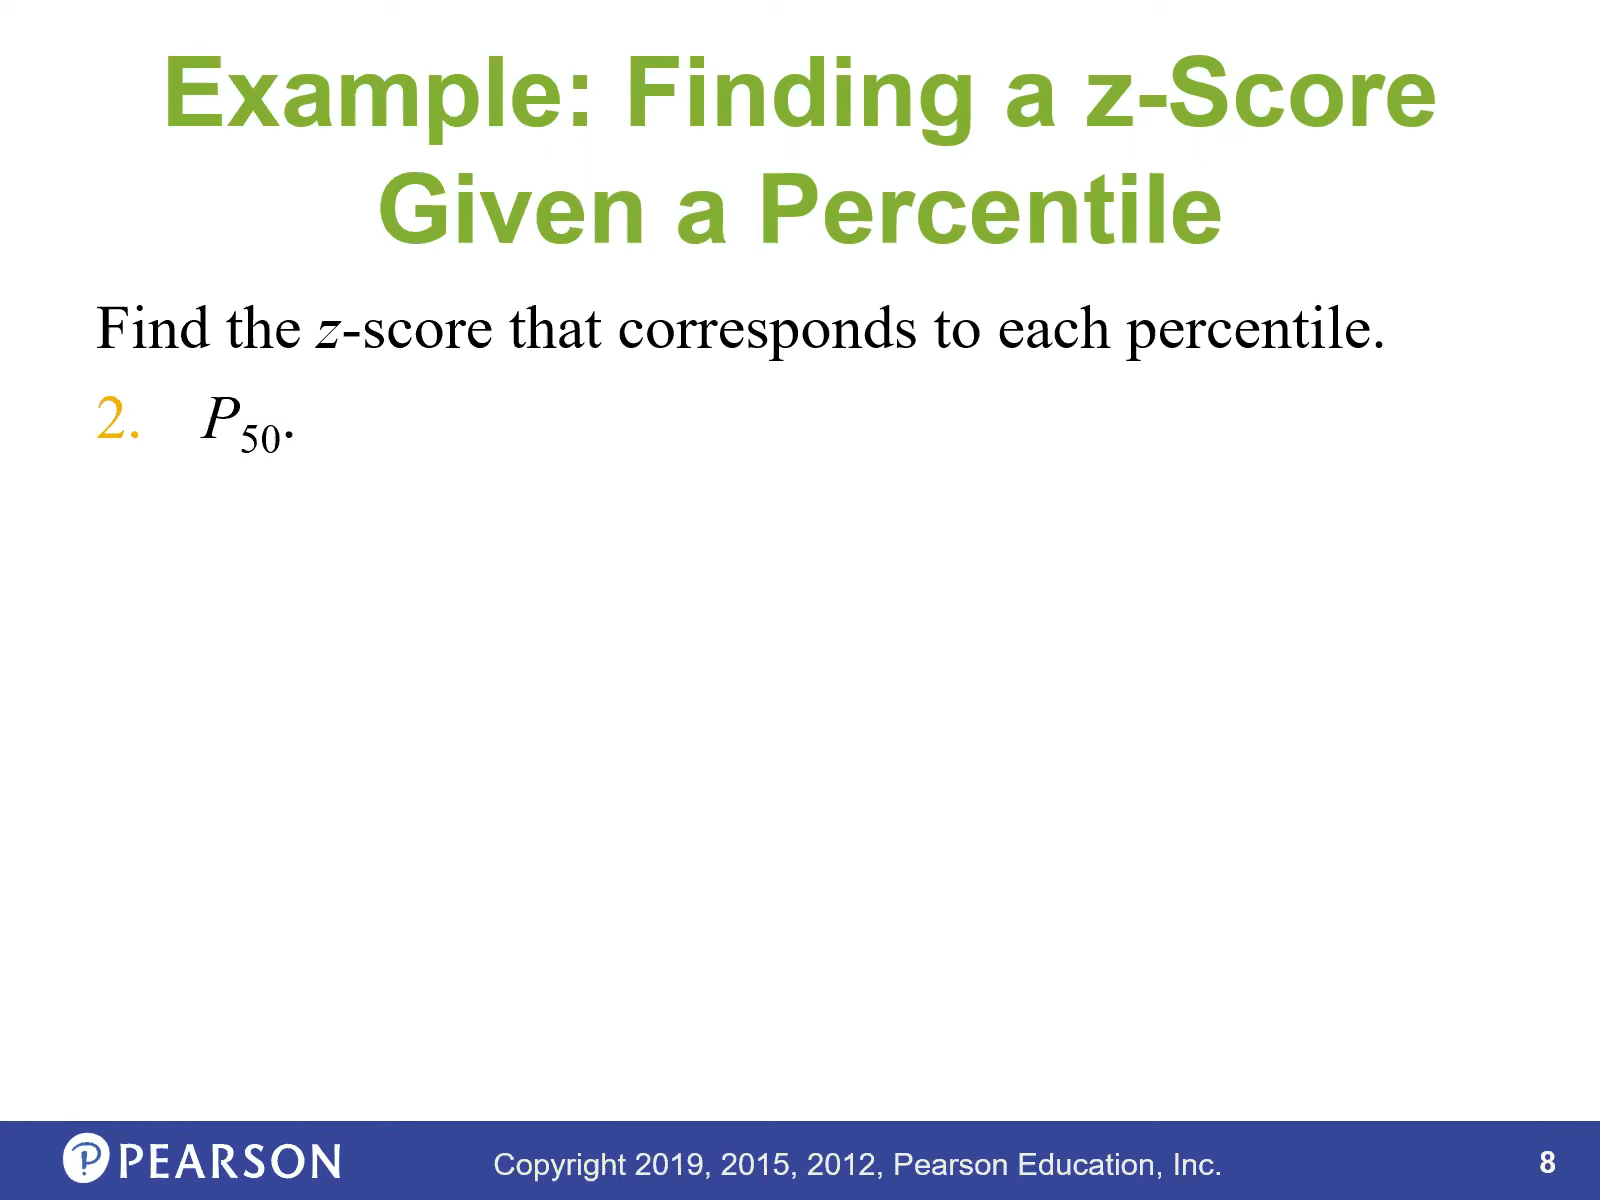 Example: Finding a z-Score
Given a Percentile
Find the z-score that corresponds to each percentile.
2. P50.
PEARSON
Copyright 2019, 2015, 2012, Pearson Education, Inc.
8